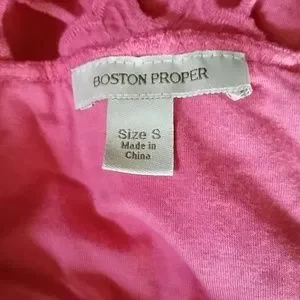 BOSTON PROPER
Size S
Made in
China